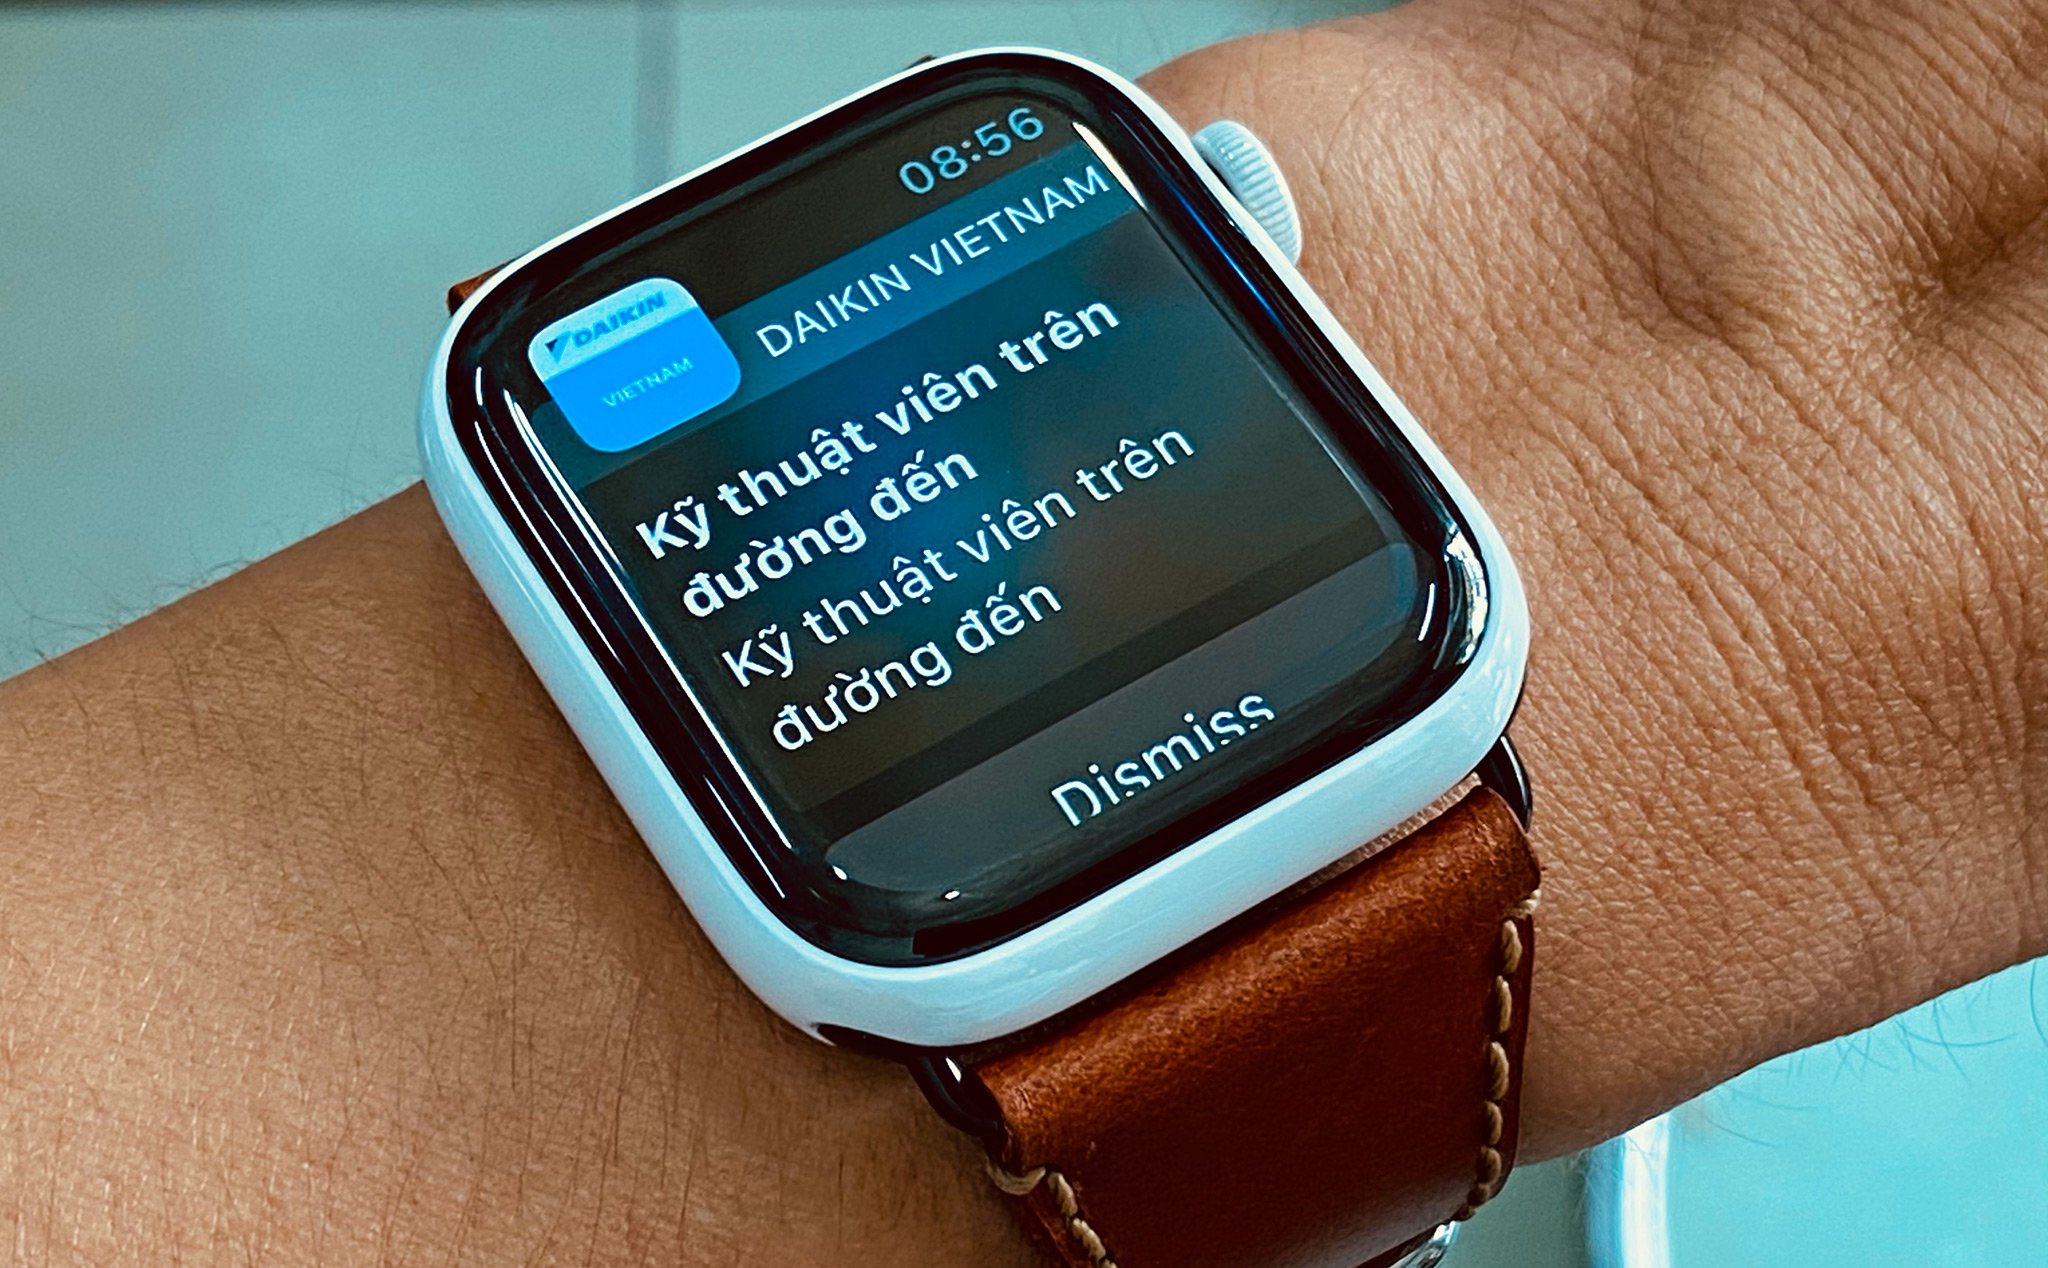 08:56
DAIKIN
VIETNAM
DAIKIN VIETNAM
Kỹ thuật viên trên
đường đến
Kỹ thuật viên trên
đường đến
Dismiss